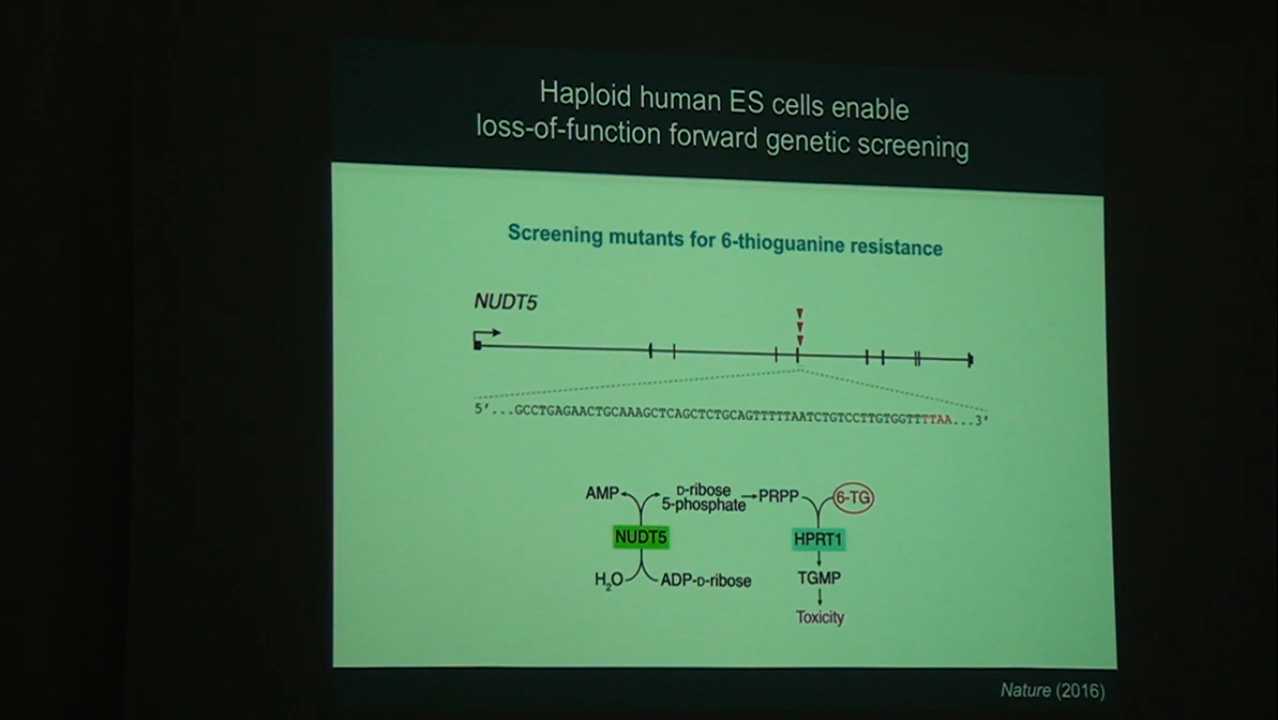 Haploid human ES cells enable
loss-of-function forward genetic screening
Screening mutants for 6-thioguanine resistance
NUDT5
5'...GCCTGAGAACTGCAAAGCTCAGCTCTGCAGTTTTTAATCTGTCCTTGTGGTTTTAA...3'
AMP
D-ribose
5-phosphate
PRPP
6-TG
NUDT5
HPRT1
H₂O
ADP-D-ribose
TGMP
Toxicity
Nature (2016)